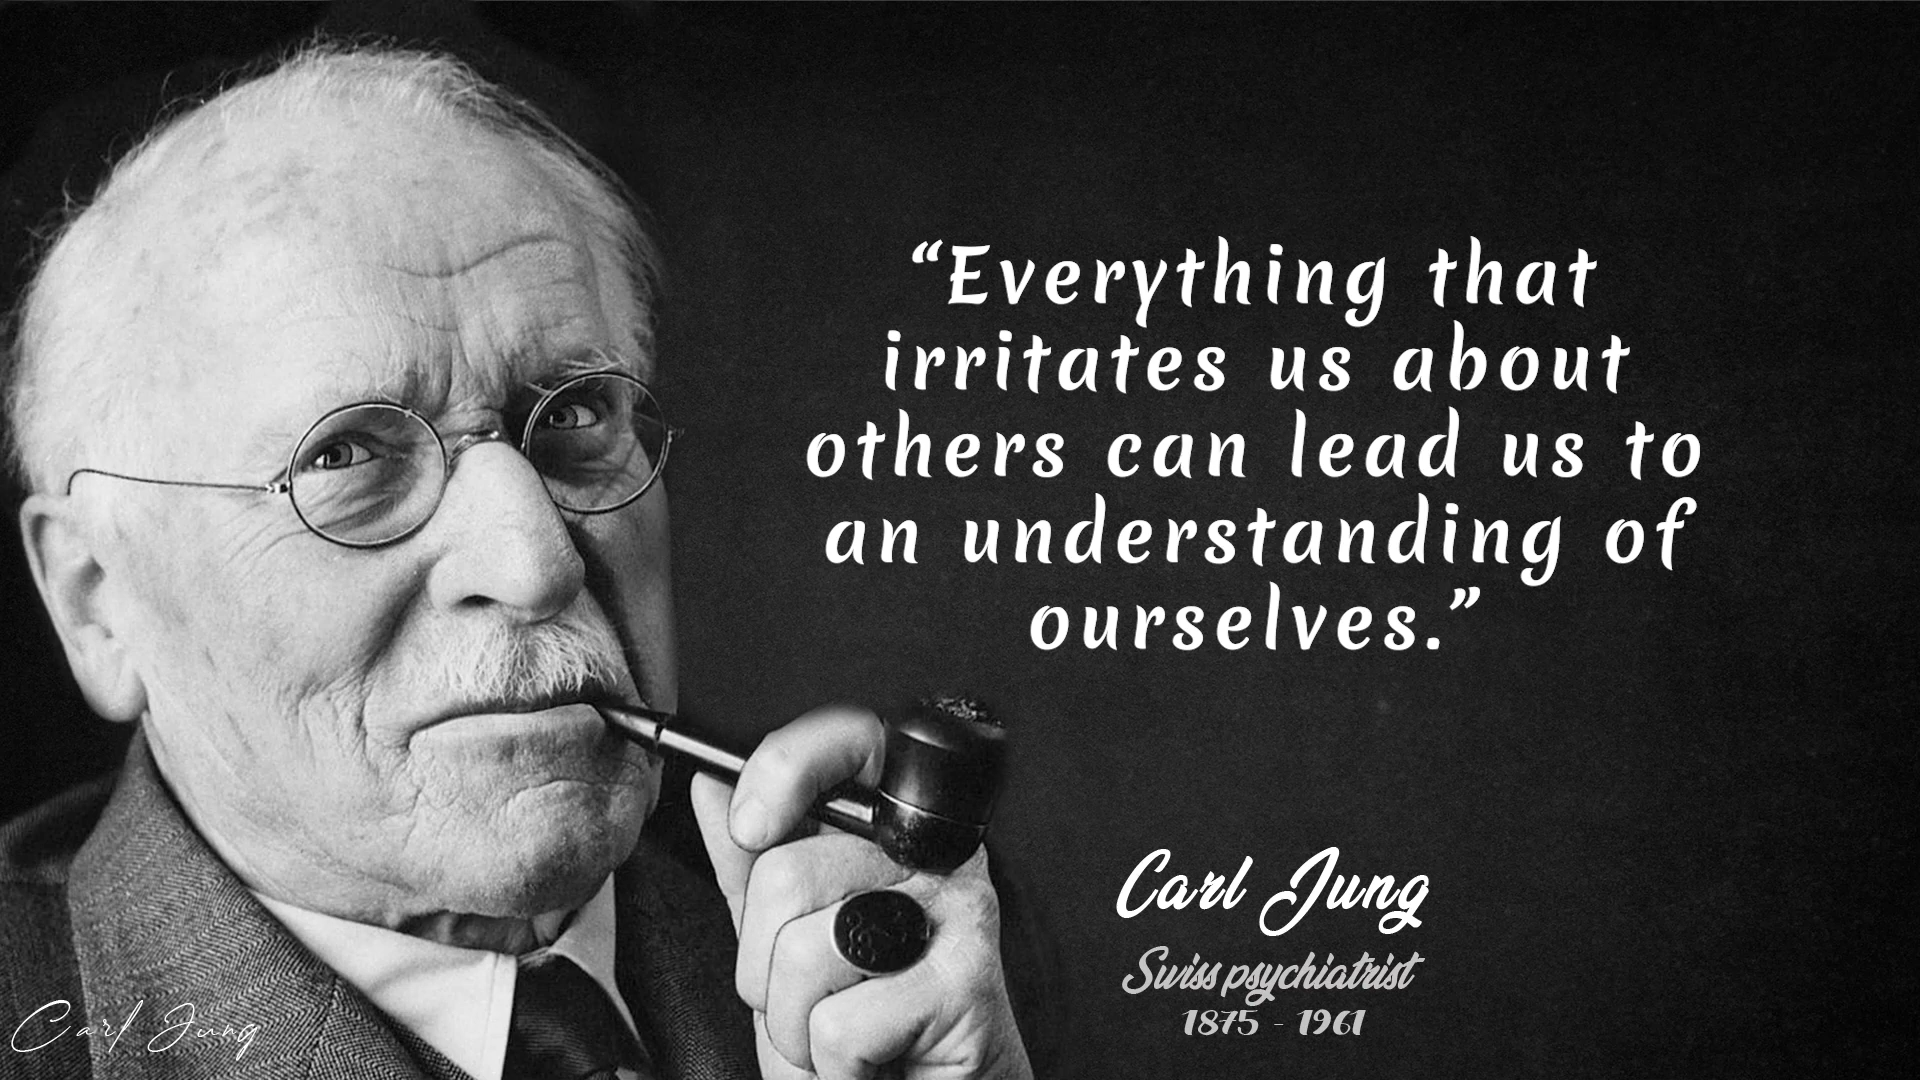 “Everything that
irritates us about
others can lead us to
an understanding of
ourselves.”
Carl Jung
Swiss psychiatrist
1875 - 1961
Carl Jung